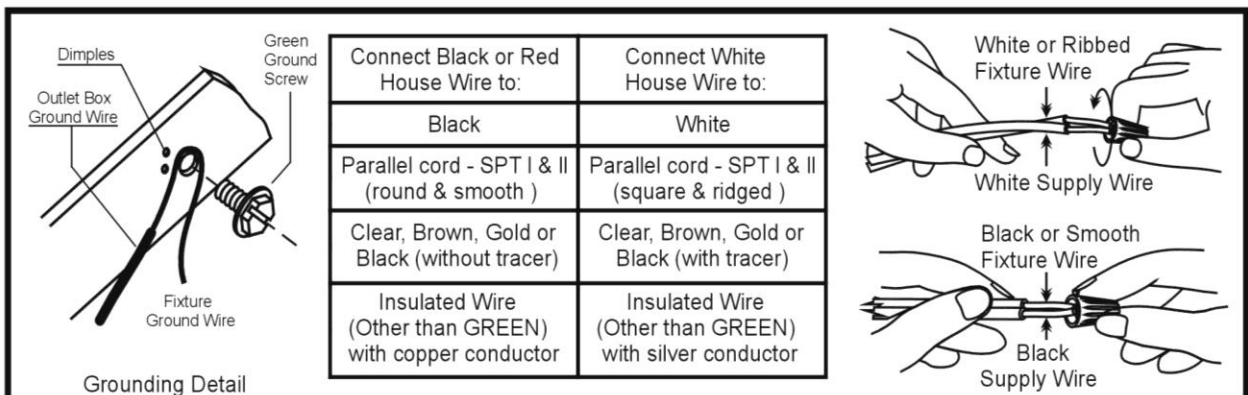 Dimples
Outlet Box
Ground Wire
Green
Ground
Screw
Fixture
Ground Wire
Grounding Detail
Connect Black or Red
House Wire to:
Connect White
House Wire to:
Black
White
Parallel cord - SPT I & II
(round & smooth )
Parallel cord - SPT I & II
(square & ridged )
Clear, Brown, Gold or
Black (without tracer)
Clear, Brown, Gold or
Black (with tracer)
Insulated Wire
(Other than GREEN)
with copper conductor
Insulated Wire
(Other than GREEN)
with silver conductor
White or Ribbed
Fixture Wire
White Supply Wire
Black or Smooth
Fixture Wire
Black
Supply Wire